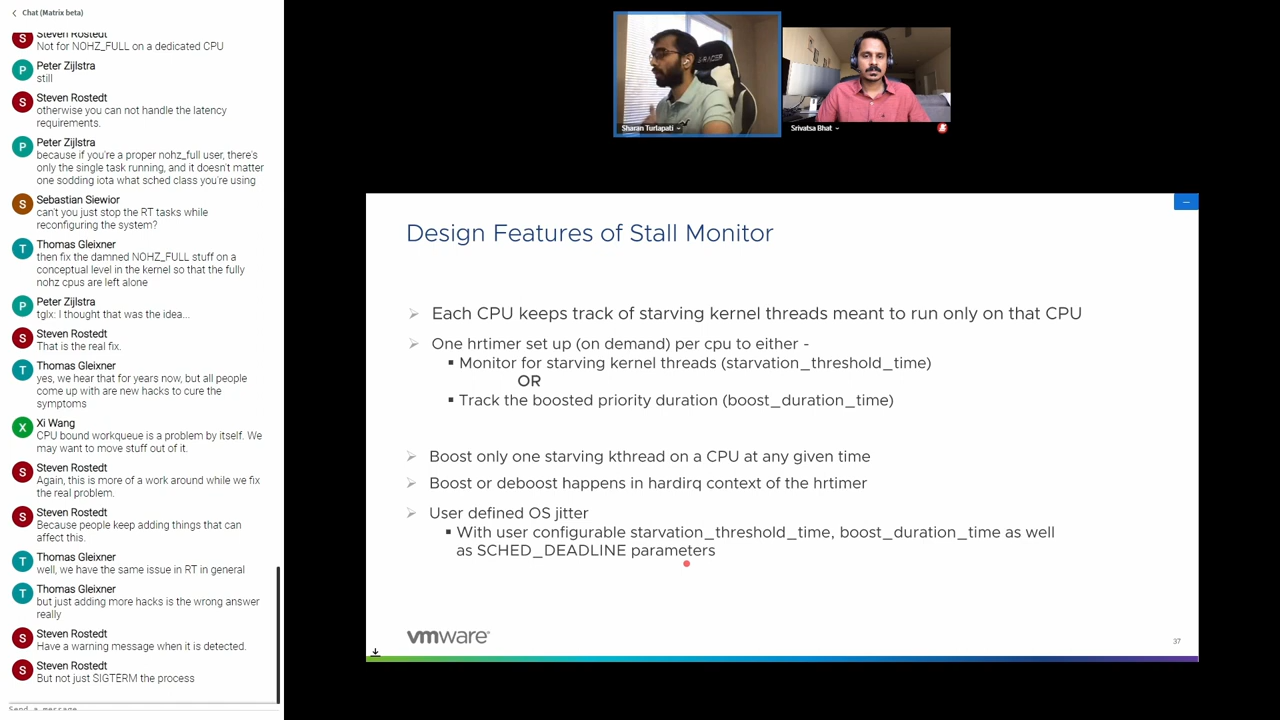 Chat (Matrix beta)
Steven Rostedt
Not for NOHZ_FULL on a dedicated CPU
Peter Zijlstra
still
Steven Rostedt
otherwise you can not handle the latency
requirements.
Peter Zijlstra
because if you're a proper nohz_full user, there's
only the single task running, and it doesn't matter
one sodding iota what sched class you're using
Sebastian Siewior
can't you just stop the RT tasks while
reconfiguring the system?
Thomas Gleixner
then fix the damned NOHZ_FULL stuff on a
conceptual level in the kernel so that the fully
nohz cpus are left alone
Peter Zijlstra
tglx: I thought that was the idea...
Steven Rostedt
That is the real fix.
Thomas Gleixner
yes, we hear that for years now, but all people
come up with are new hacks to cure the
symptoms
Xi Wang
CPU bound workqueue is a problem by itself. We
may want to move stuff out of it.
Steven Rostedt
Again, this is more of a work around while we fix
the real problem.
Steven Rostedt
Because people keep adding things that can
affect this.
Thomas Gleixner
well, we have the same issue in RT in general
Thomas Gleixner
but just adding more hacks is the wrong answer
really
Steven Rostedt
Have a warning message when it is detected.
Steven Rostedt
But not just SIGTERM the process
Send a message
S
P
S
P
S
T
P
S
T
X
S
S
T
T
S
S
Sharan Turlapati
Srivatsa Bhat
Design Features of Stall Monitor
Each CPU keeps track of starving kernel threads meant to run only on that CPU
One hrtimer set up (on demand) per cpu to either -
Monitor for starving kernel threads (starvation_threshold_time)
OR
Track the boosted priority duration (boost_duration_time)
Boost only one starving kthread on a CPU at any given time
Boost or deboost happens in hardirq context of the hrtimer
User defined OS jitter
With user configurable starvation_threshold_time, boost_duration_time as well
as SCHED_DEADLINE parameters
vmware®
37